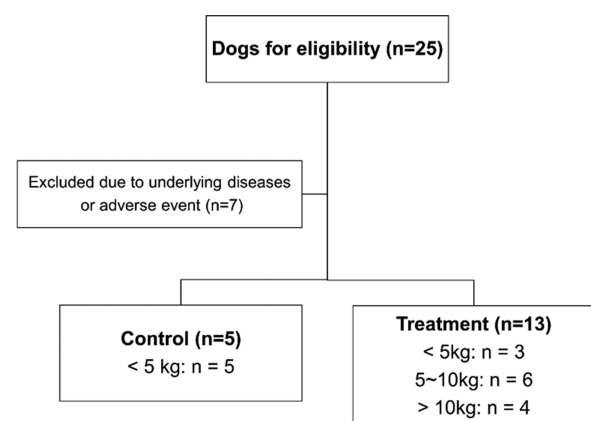 Dogs for eligibility (n=25)
Excluded due to underlying diseases
or adverse event (n=7)
Control (n=5)
< 5 kg: n = 5
Treatment (n=13)
< 5kg: n = 3
5~10kg: n = 6
> 10kg: n = 4